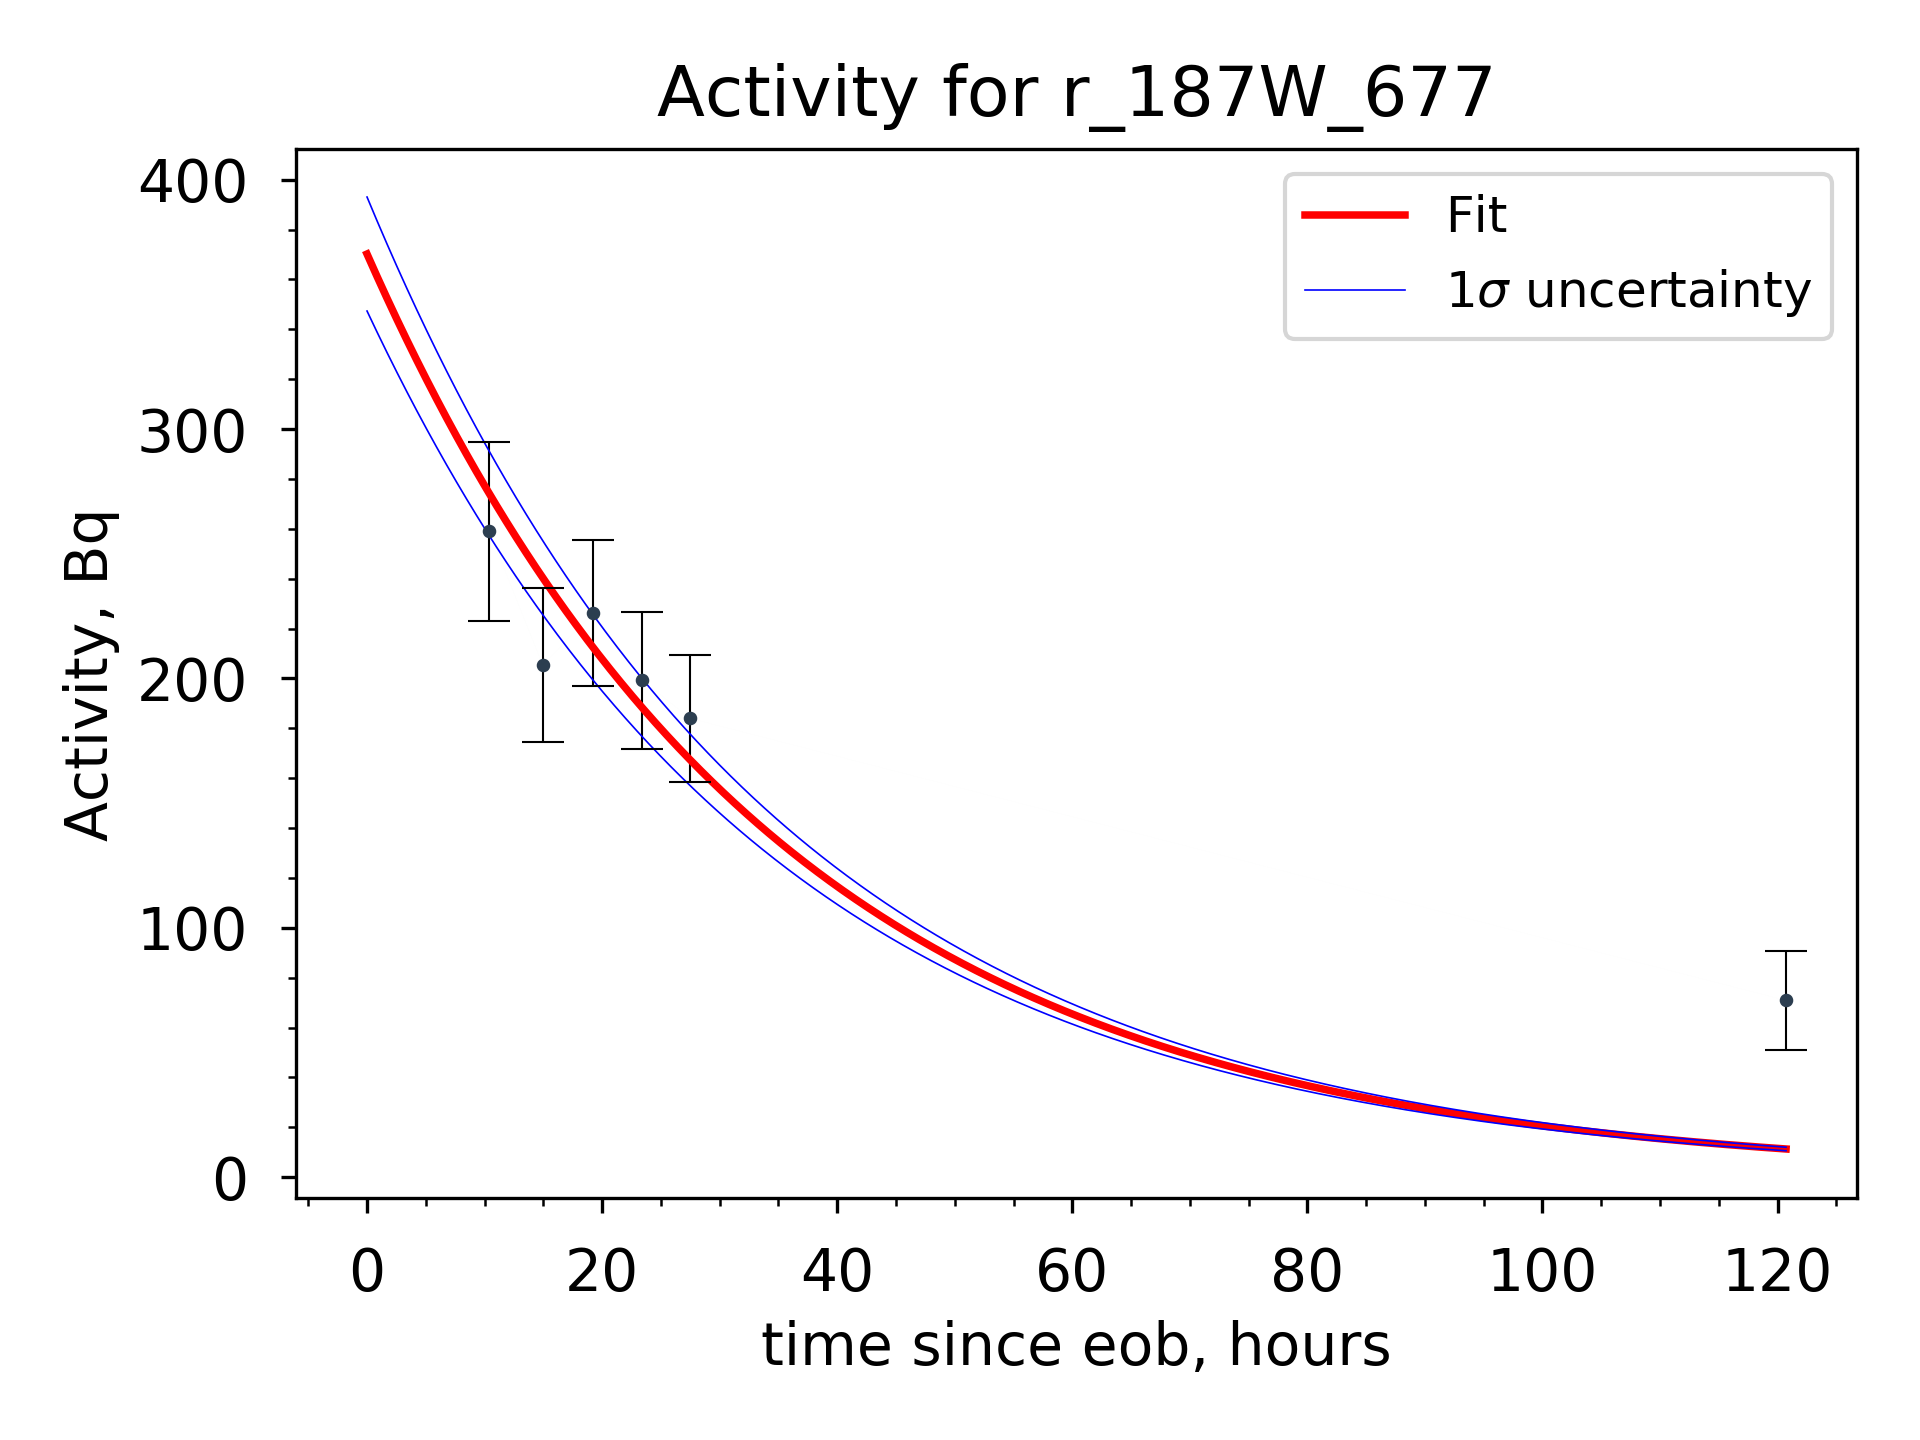 Activity for r_187W_677
Fit
1σ uncertainty
Activity, Bq
400
300
200
100
0
0 20 40 60 80 100 120
time since eob, hours